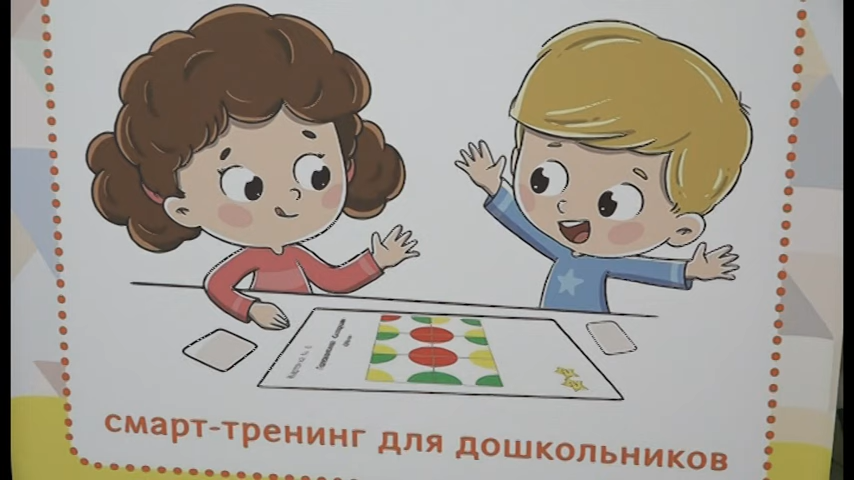 смарт-тренинг для дошкольников